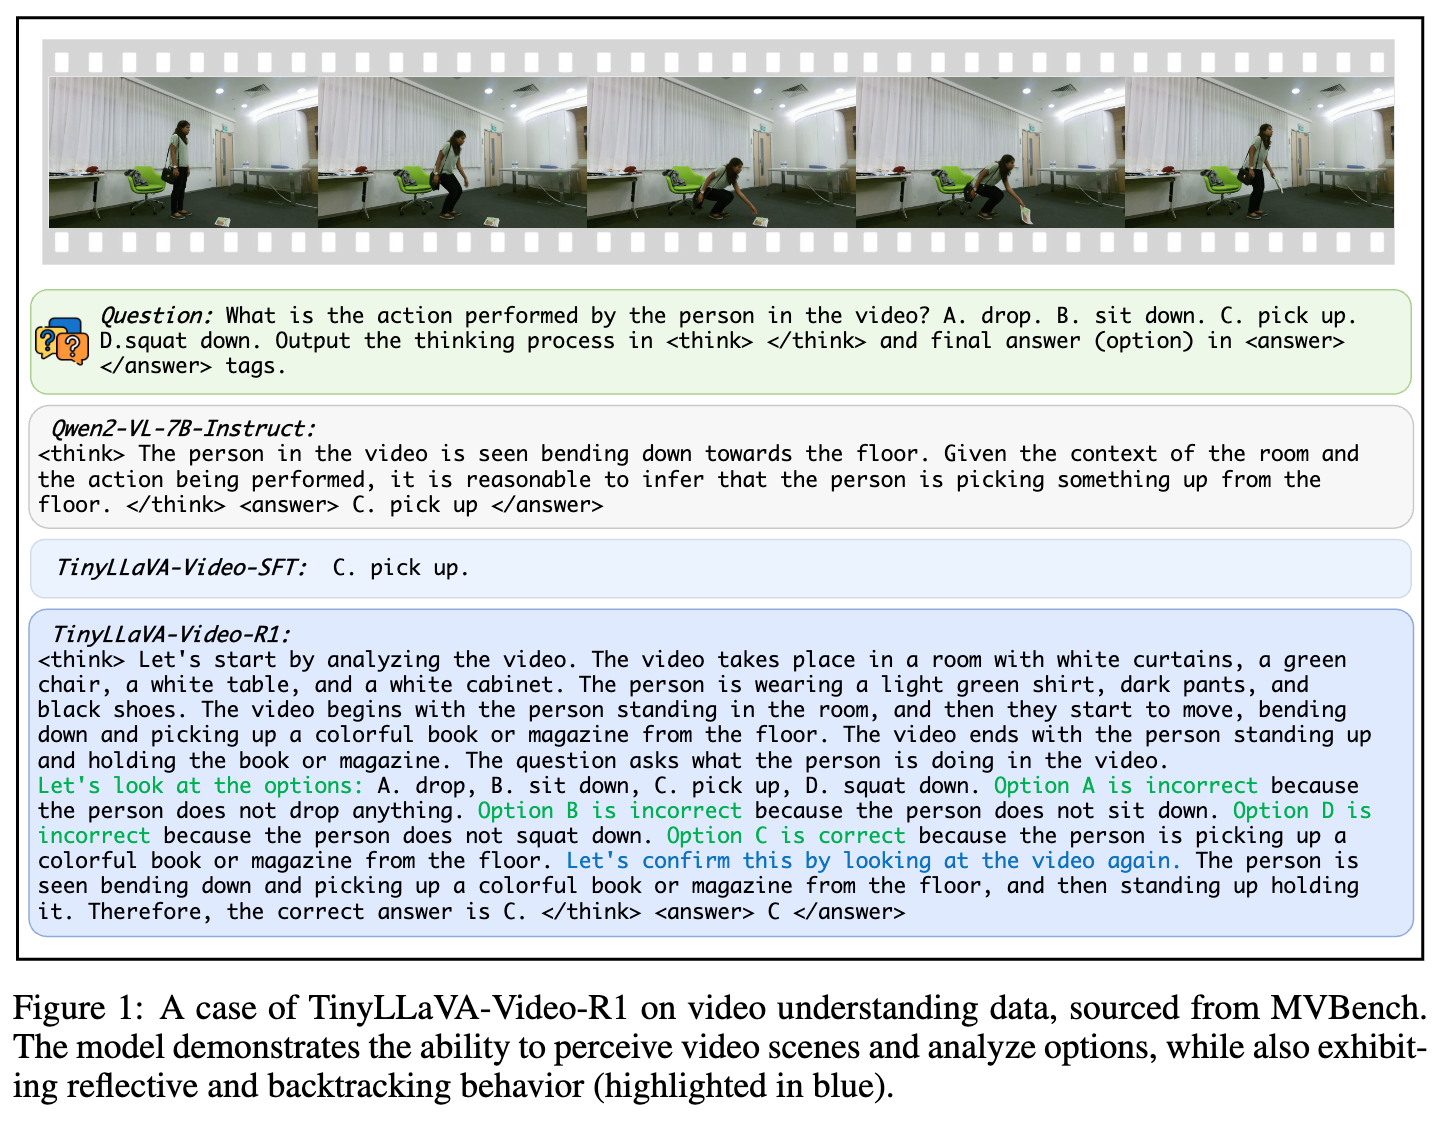 Question: What is the action performed by the person in the video? A. drop. B. sit down. C. pick up.
D.squat down. Output the thinking process in <think> </think> and final answer (option) in <answer>
</answer> tags.
Qwen2-VL-7B-Instruct:
<think> The person in the video is seen bending down towards the floor. Given the context of the room and
the action being performed, it is reasonable to infer that the person is picking something up from the
floor. </think> <answer> C. pick up </answer>
TinyLLaVA-Video-SFT: C. pick up.
TinyLLaVA-Video-R1:
<think> Let's start by analyzing the video. The video takes place in a room with white curtains, a green
chair, a white table, and a white cabinet. The person is wearing a light green shirt, dark pants, and
black shoes. The video begins with the person standing in the room, and then they start to move, bending
down and picking up a colorful book or magazine from the floor. The video ends with the person standing up
and holding the book or magazine. The question asks what the person is doing in the video.
Let's look at the options: A. drop, B. sit down, C. pick up, D. squat down. Option A is incorrect because
the person does not drop anything. Option B is incorrect because the person does not sit down. Option D is
incorrect because the person does not squat down. Option C is correct because the person is picking up a
colorful book or magazine from the floor. Let's confirm this by looking at the video again. The person is
seen bending down and picking up a colorful book or magazine from the floor, and then standing up holding
it. Therefore, the correct answer is C. </think> <answer> C </answer>
Figure 1: A case of TinyLLaVA-Video-R1 on video understanding data, sourced from MVBench.
The model demonstrates the ability to perceive video scenes and analyze options, while also exhibit-
ing reflective and backtracking behavior (highlighted in blue).